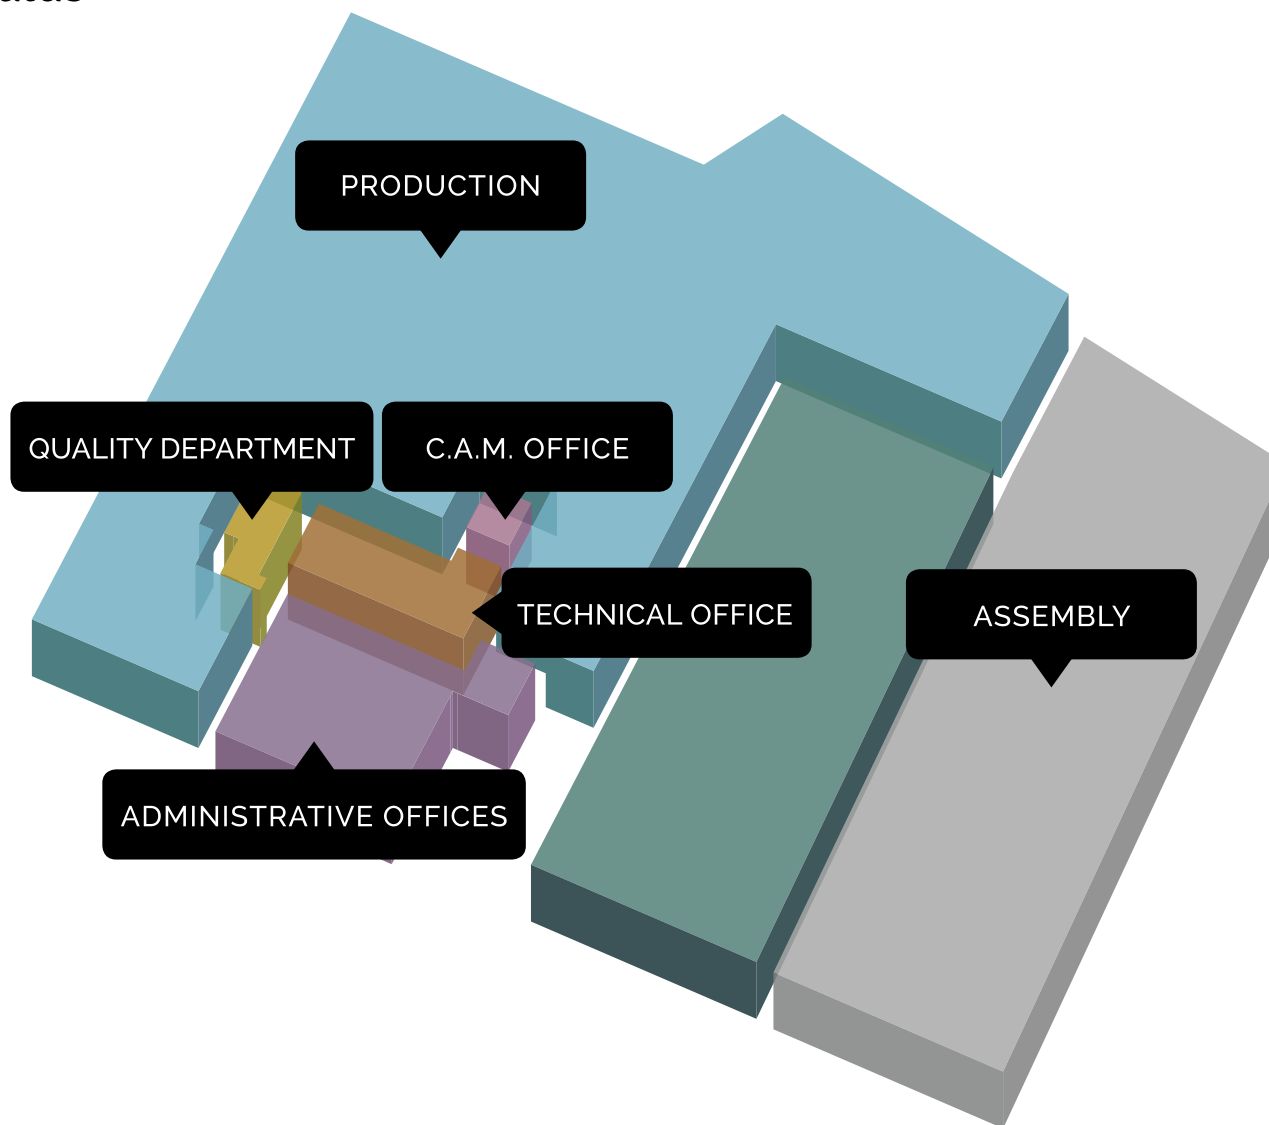 PRODUCTION
QUALITY DEPARTMENT
C.A.M. OFFICE
TECHNICAL OFFICE
ASSEMBLY
ADMINISTRATIVE OFFICES